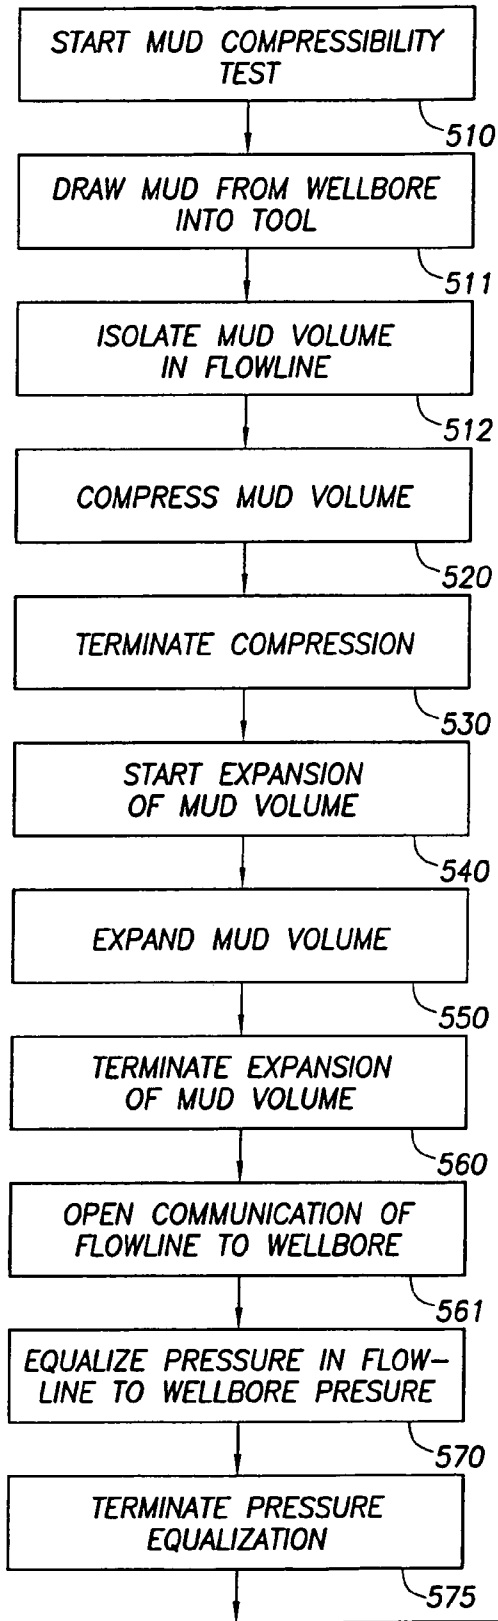 START MUD COMPRESSIBILITY
TEST
510
DRAW MUD FROM WELLBORE
INTO TOOL
511
ISOLATE MUD VOLUME
IN FLOWLINE
512
COMPRESS MUD VOLUME
520
TERMINATE COMPRESSION
530
START EXPANSION
OF MUD VOLUME
540
EXPAND MUD VOLUME
550
TERMINATE EXPANSION
OF MUD VOLUME
560
OPEN COMMUNICATION OF
FLOWLINE TO WELLBORE
561
EQUALIZE PRESSURE IN FLOW-
LINE TO WELLBORE PRESURE
570
TERMINATE PRESSURE
EQUALIZATION
575